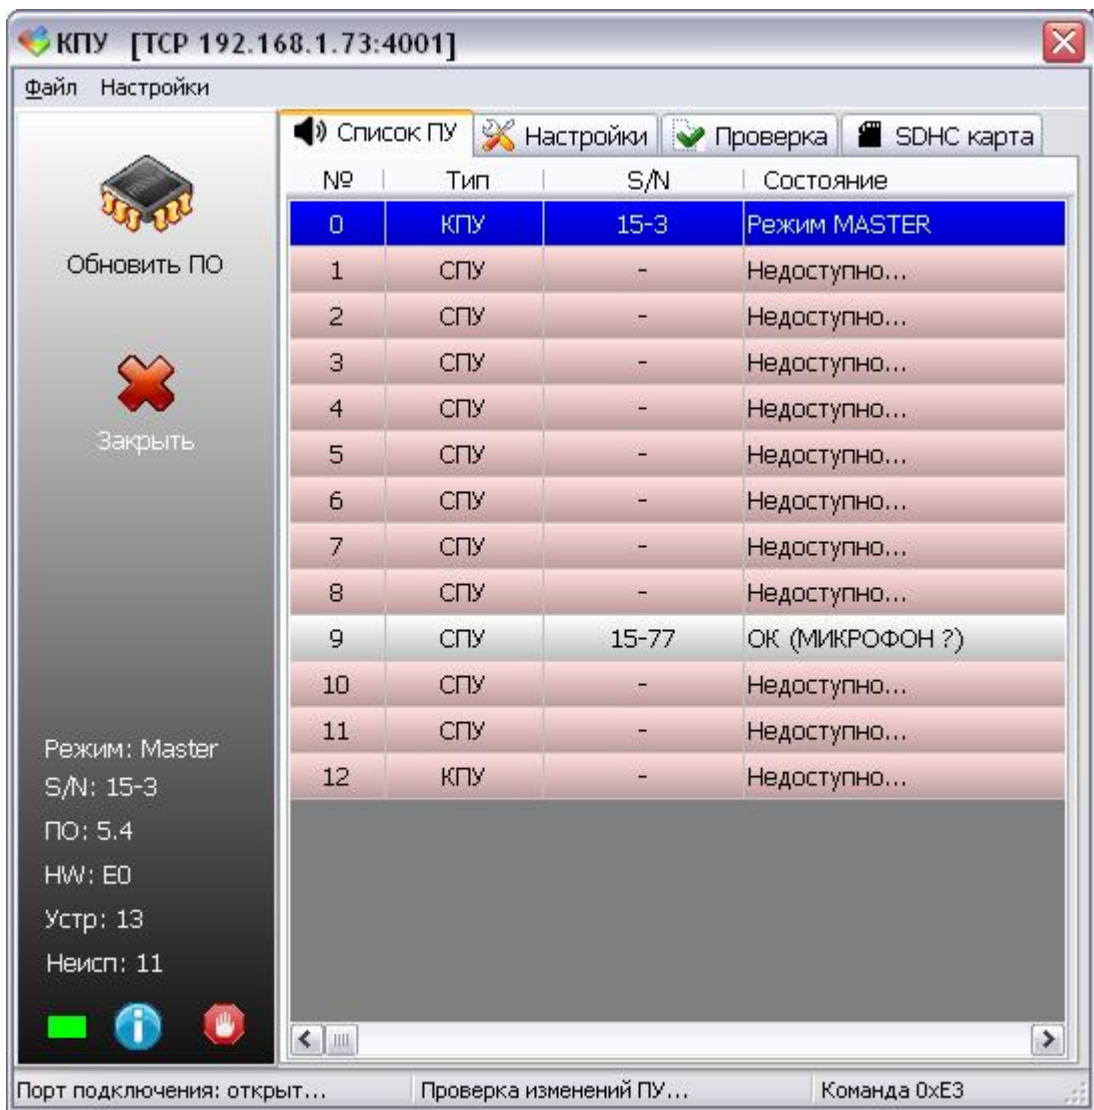 КПУ [TCP 192.168.1.73:4001]
Файл Настройки
Обновить ПО
Закрыть
Режим: Master
S/N: 15-3
ПО: 5.4
HW: E0
Устр: 13
Неисп: 11
Список ПУ Настройки Проверка SDHC карта
№ Тип S/N Состояние
0 КПУ 15-3 Режим MASTER
1 СПУ - Недоступно...
2 СПУ - Недоступно...
3 СПУ - Недоступно...
4 СПУ - Недоступно...
5 СПУ - Недоступно...
6 СПУ - Недоступно...
7 СПУ - Недоступно...
8 СПУ - Недоступно...
9 СПУ 15-77 ОК (МИКРОФОН ?)
10 СПУ - Недоступно...
11 СПУ - Недоступно...
12 КПУ - Недоступно...
Порт подключения: открыт... Проверка изменений ПУ... Команда 0xE3